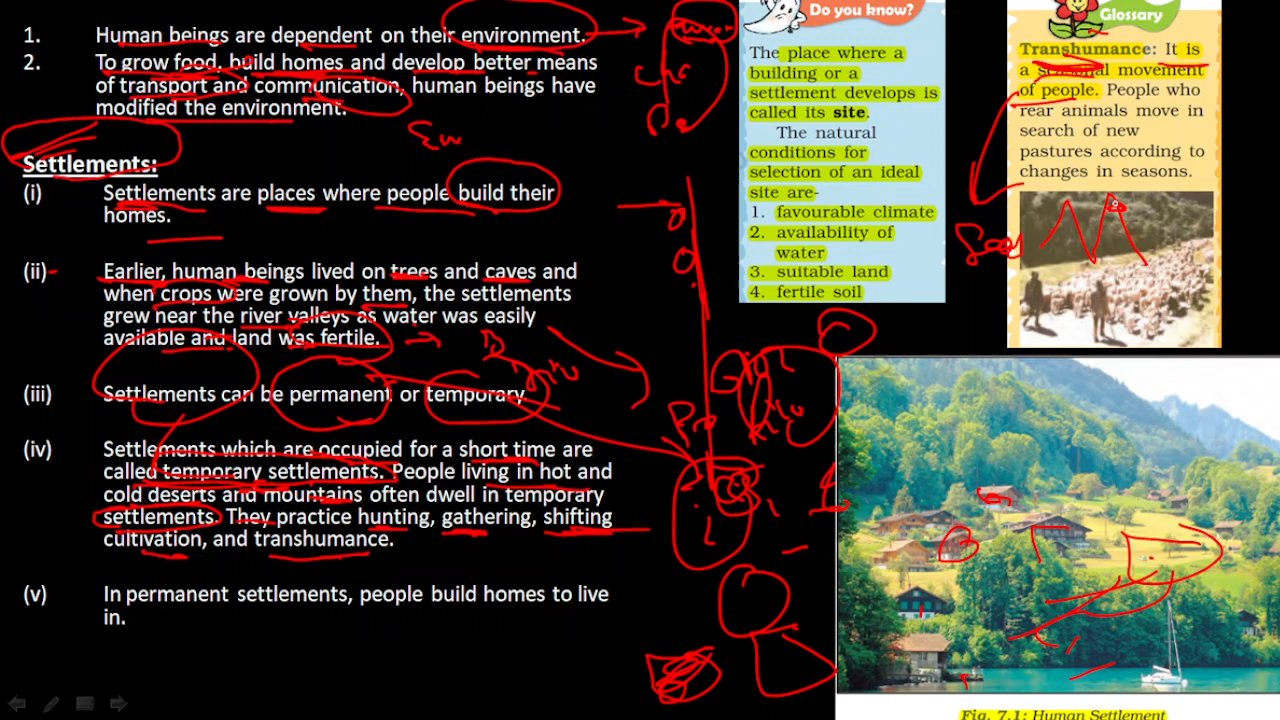 1. Human beings are dependent on their environment.
2. To grow food, build homes and develop better means
of transport and communication, human beings have
modified the environment.
Settlements:
(i) Settlements are places where people build their
homes.
(ii) Earlier, human beings lived on trees and caves and
when crops were grown by them, the settlements
grew near the river valleys as water was easily
available and land was fertile.
(iii) Settlements can be permanent or temporary
(iv) Settlements which are occupied for a short time are
called temporary settlements. People living in hot and
cold deserts and mountains often dwell in temporary
settlements. They practice hunting, gathering, shifting
cultivation, and transhumance.
(v) In permanent settlements, people build homes to live
in.
Do you know?
The place where a
building or a
settlement develops is
called its site.
The natural
conditions for
selection of an ideal
site are-
1. favourable climate
2. availability of
water
3. suitable land
4. fertile soil
Glossary
Transhumance: It is
a seasonal movement
of people. People who
rear animals move in
search of new
pastures according to
changes in seasons.
Fig. 7.1: Human Settlement